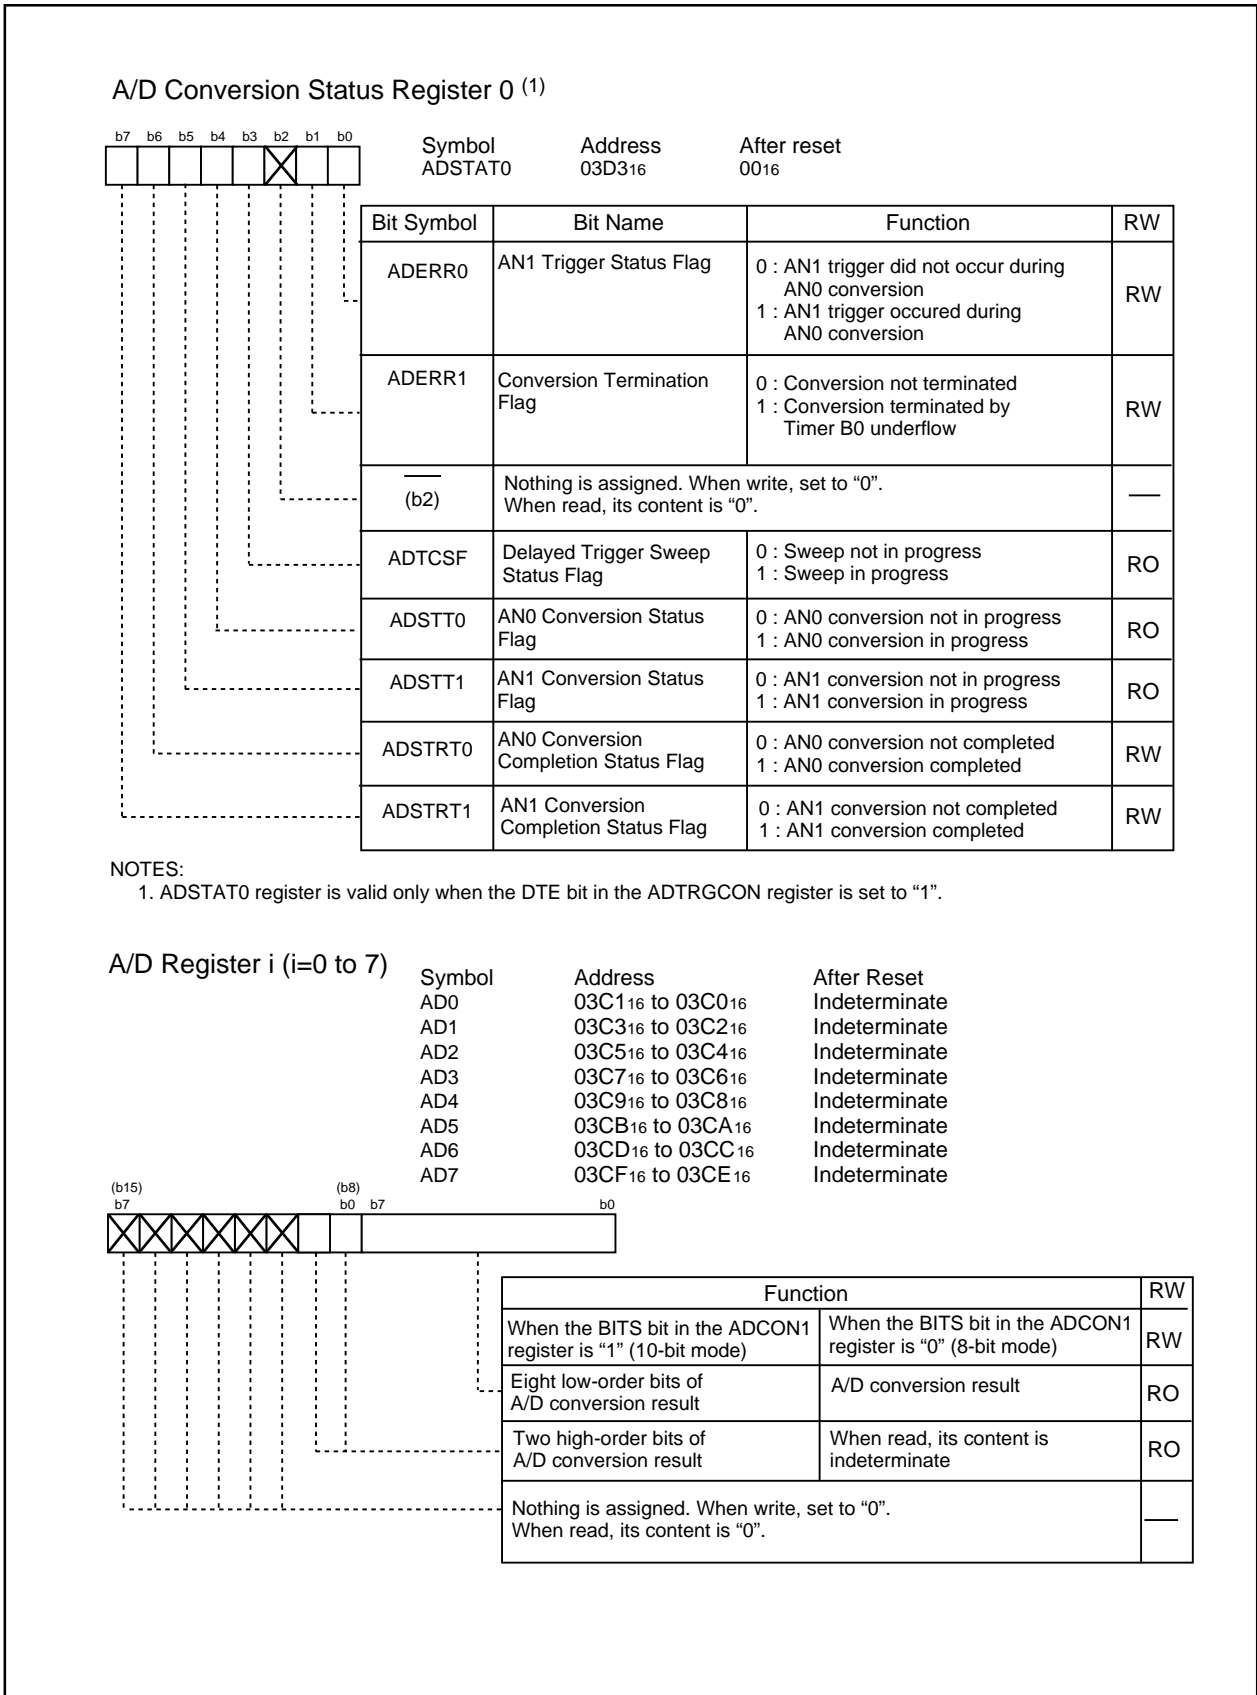 A/D Conversion Status Register 0 (1)
b7 b6 b5 b4 b3 b2 b1 b0
Symbol Address After reset
ADSTAT0 03D316 0016
Bit Symbol Bit Name Function RW
ADERR0 AN1 Trigger Status Flag 0 : AN1 trigger did not occur during
AN0 conversion
1 : AN1 trigger occured during
AN0 conversion
RW
ADERR1 Conversion Termination
Flag
0 : Conversion not terminated
1 : Conversion terminated by
Timer B0 underflow
RW
(b2)
Nothing is assigned. When write, set to “0”.
When read, its content is “0”.
—
ADTCSF Delayed Trigger Sweep
Status Flag
0 : Sweep not in progress
1 : Sweep in progress
RO
ADSTT0 AN0 Conversion Status
Flag
0 : AN0 conversion not in progress
1 : AN0 conversion in progress
RO
ADSTT1 AN1 Conversion Status
Flag
0 : AN1 conversion not in progress
1 : AN1 conversion in progress
RO
ADSTRT0 AN0 Conversion
Completion Status Flag
0 : AN0 conversion not completed
1 : AN0 conversion completed
RW
ADSTRT1 AN1 Conversion
Completion Status Flag
0 : AN1 conversion not completed
1 : AN1 conversion completed
RW
NOTES:
1. ADSTAT0 register is valid only when the DTE bit in the ADTRGCON register is set to “1”.
A/D Register i (i=0 to 7)
Symbol Address After Reset
AD0 03C116 to 03C016 Indeterminate
AD1 03C316 to 03C216 Indeterminate
AD2 03C516 to 03C416 Indeterminate
AD3 03C716 to 03C616 Indeterminate
AD4 03C916 to 03C816 Indeterminate
AD5 03CB16 to 03CA16 Indeterminate
AD6 03CD16 to 03CC16 Indeterminate
AD7 03CF16 to 03CE16 Indeterminate
(b15) (b8)
b7 b0 b7 b0
Function RW
When the BITS bit in the ADCON1
register is “1” (10-bit mode)
When the BITS bit in the ADCON1
register is “0” (8-bit mode)
RW
Eight low-order bits of
A/D conversion result
A/D conversion result
RO
Two high-order bits of
A/D conversion result
When read, its content is
indeterminate
RO
Nothing is assigned. When write, set to “0”.
When read, its content is “0”.
—